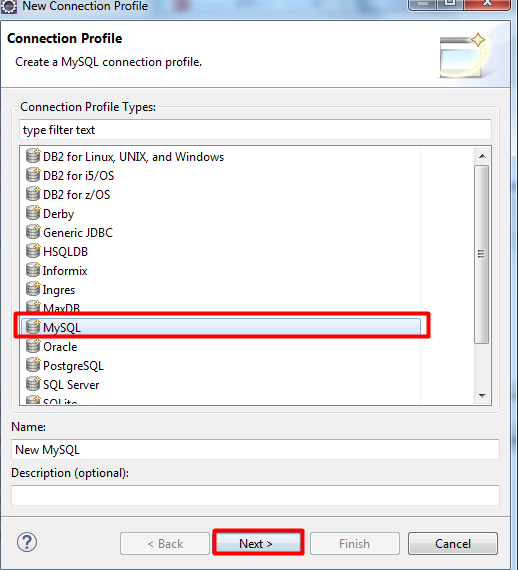 New Connection Profile
Connection Profile
Create a MySQL connection profile.
Connection Profile Types:
type filter text
DB2 for Linux, UNIX, and Windows
DB2 for i5/OS
DB2 for z/OS
Derby
Generic JDBC
HSQLDB
Informix
Ingres
MaxDB
MySQL
Oracle
PostgreSQL
SQL Server
SQLite
Name:
New MySQL
Description (optional):
? < Back Next > Finish Cancel